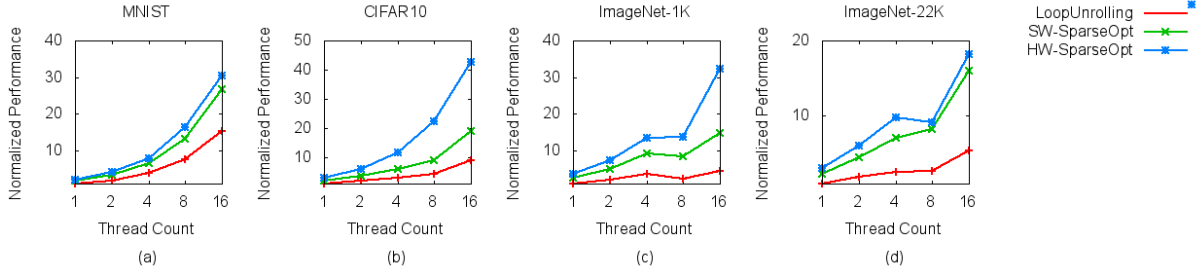 MNIST
Normalized Performance
40
30
20
10
1 2 4 8 16
Thread Count
(a)
CIFAR10
Normalized Performance
50
40
30
20
10
1 2 4 8 16
Thread Count
(b)
ImageNet-1K
Normalized Performance
40
30
20
10
1 2 4 8 16
Thread Count
(c)
ImageNet-22K
Normalized Performance
20
10
1 2 4 8 16
Thread Count
(d)
LoopUnrolling
SW-SparseOpt
HW-SparseOpt